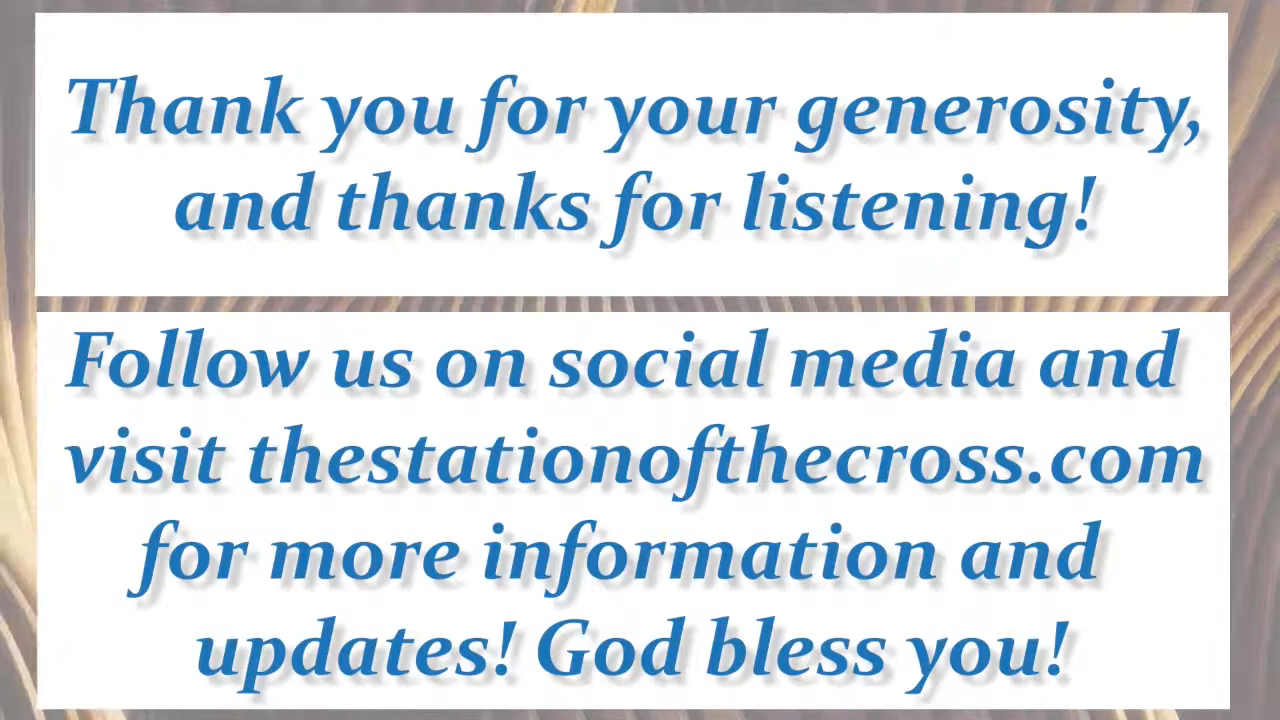 Thank you for your generosity,
and thanks for listening!
Follow us on social media and
visit thestationofthecross.com
for more information and
updates! God bless you!